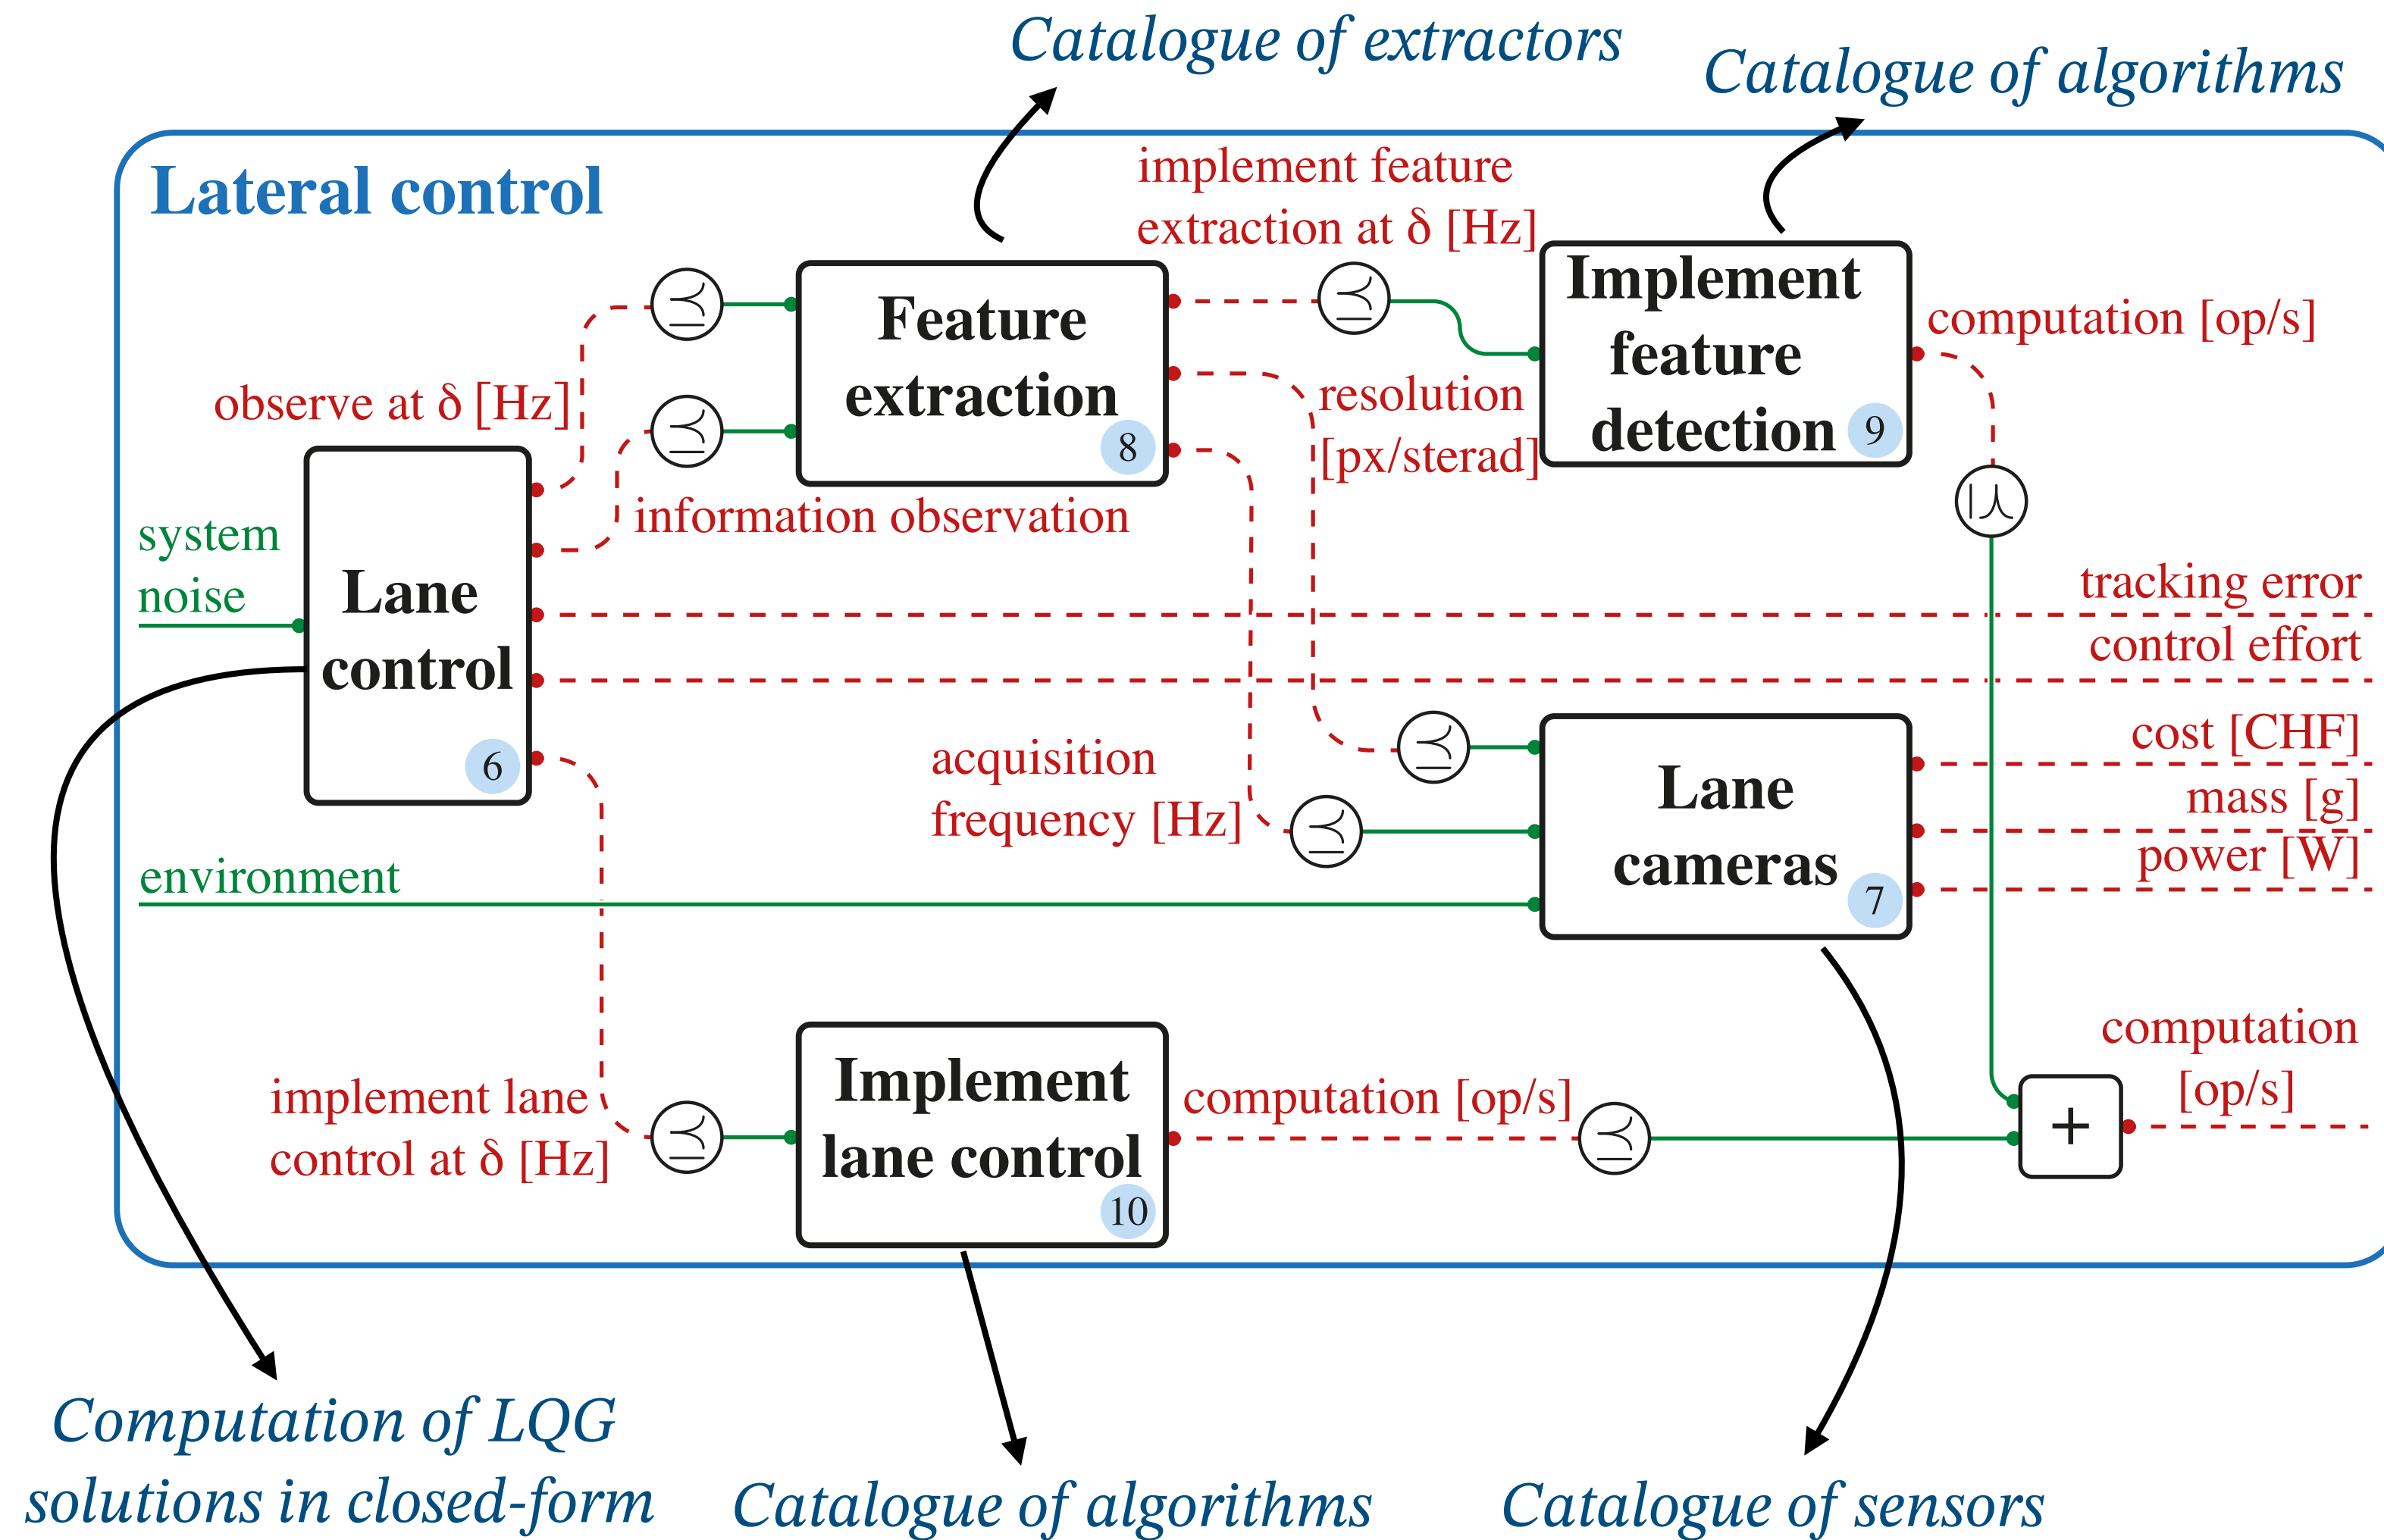 Catalogue of extractors
Catalogue of algorithms
Lateral control
implement feature
extraction at δ [Hz]
Feature
extraction
8
Implement
feature
detection
9
computation [op/s]
observe at δ [Hz]
resolution
[px/sterad]
information observation
system
noise
Lane
control
6
tracking error
control effort
acquisition
frequency [Hz]
Lane
cameras
7
cost [CHF]
mass [g]
power [W]
environment
implement lane
control at δ [Hz]
Implement
lane control
10
computation [op/s]
computation
[op/s]
+
⪯
⪯
⪯
⪯
⪯
⪯
⪯
⪯
Computation of LQG
solutions in closed-form
Catalogue of algorithms
Catalogue of sensors